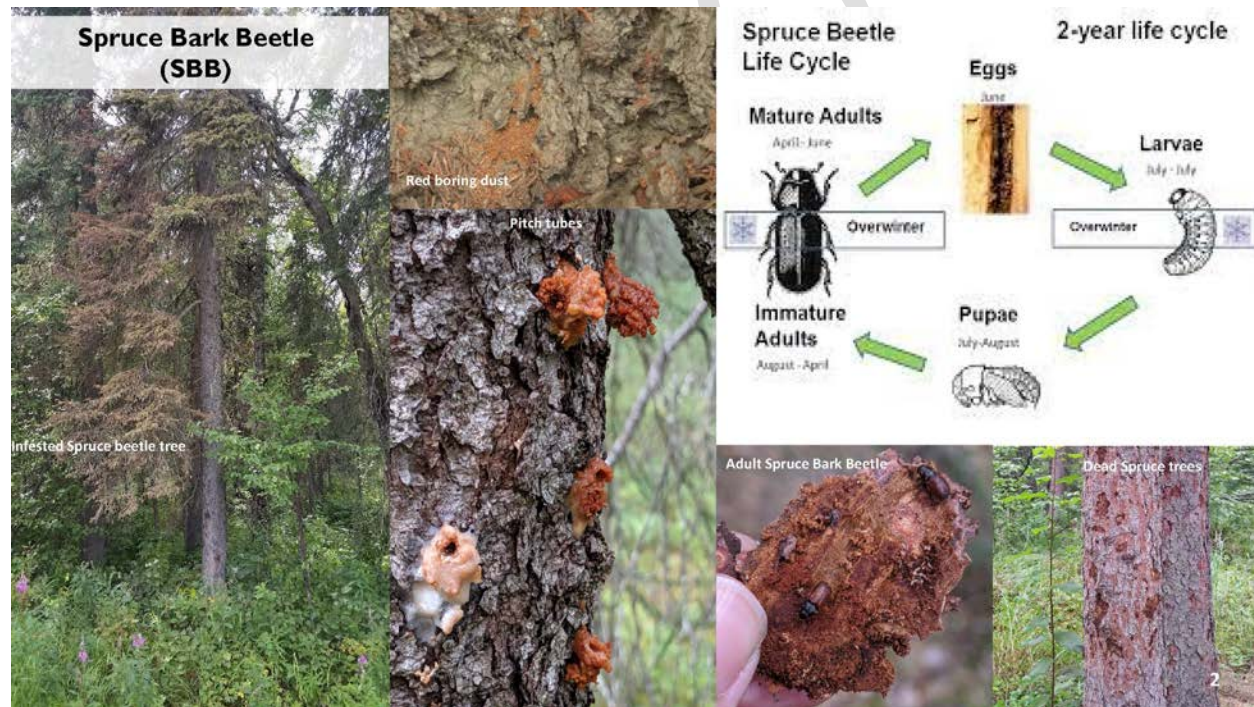 Spruce Bark Beetle
(SBB)
Infested Spruce beetle tree
Red boring dust
Pitch tubes
Spruce Beetle
Life Cycle
2-year life cycle
Eggs
June
Mature Adults
April - June
Larvae
July - July
Overwinter
Overwinter
Immature
Adults
August - April
Pupae
July-August
Adult Spruce Bark Beetle
Dead Spruce trees
2